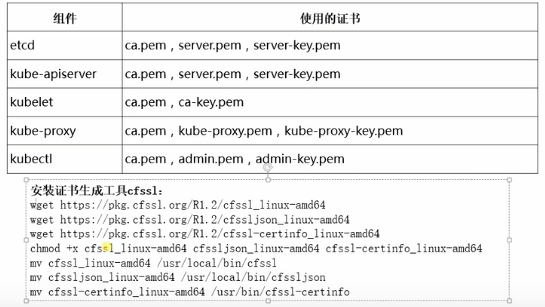 组件 使用的证书
etcd ca.pem，server.pem，server-key.pem
kube-apiserver ca.pem，server.pem，server-key.pem
kubelet ca.pem，ca-key.pem
kube-proxy ca.pem，kube-proxy.pem，kube-proxy-key.pem
kubectl ca.pem，admin.pem，admin-key.pem
安装证书生成工具cfssl：
wget https://pkg.cfssl.org/R1.2/cfssl_linux-amd64
wget https://pkg.cfssl.org/R1.2/cfssljson_linux-amd64
wget https://pkg.cfssl.org/R1.2/cfssl-certinfo_linux-amd64
chmod +x cfssl_linux-amd64 cfssljson_linux-amd64 cfssl-certinfo_linux-amd64
mv cfssl_linux-amd64 /usr/local/bin/cfssl
mv cfssljson_linux-amd64 /usr/local/bin/cfssljson
mv cfssl-certinfo_linux-amd64 /usr/bin/cfssl-certinfo